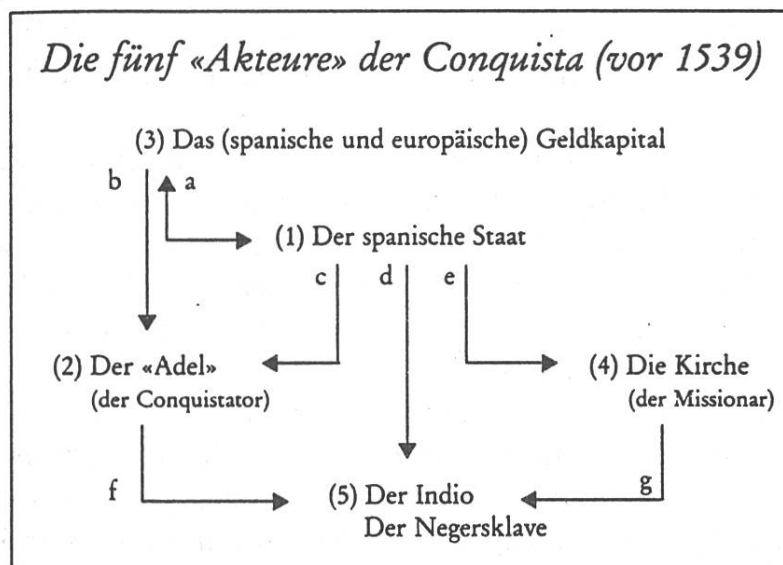 Die fünf «Akteure» der Conquista (vor 1539)
(3) Das (spanische und europäische) Geldkapital
b a
(1) Der spanische Staat
c d e
(2) Der «Adel» (4) Die Kirche
(der Conquistator) (der Missionar)
f g
(5) Der Indio
Der Negersklave